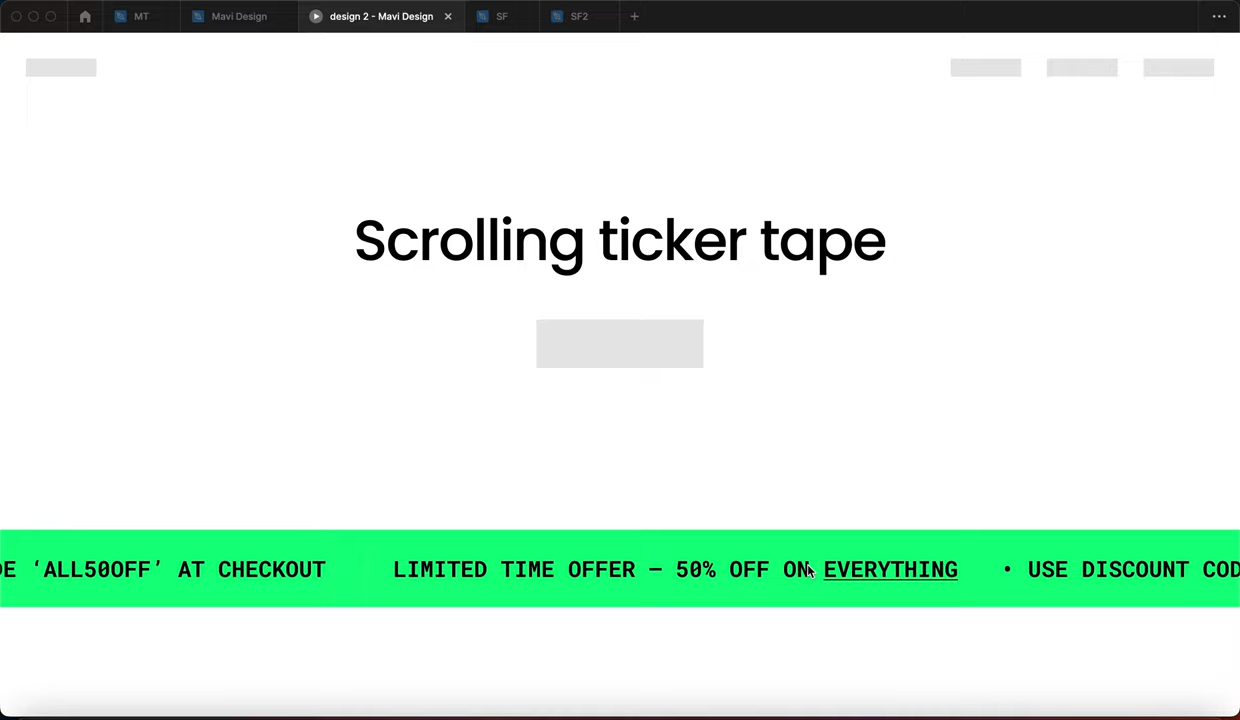 MT
Mavi Design
design 2 - Mavi Design
SF
SF2
Scrolling ticker tape
DE ‘ALL50OFF’ AT CHECKOUT LIMITED TIME OFFER – 50% OFF ON EVERYTHING • USE DISCOUNT COD